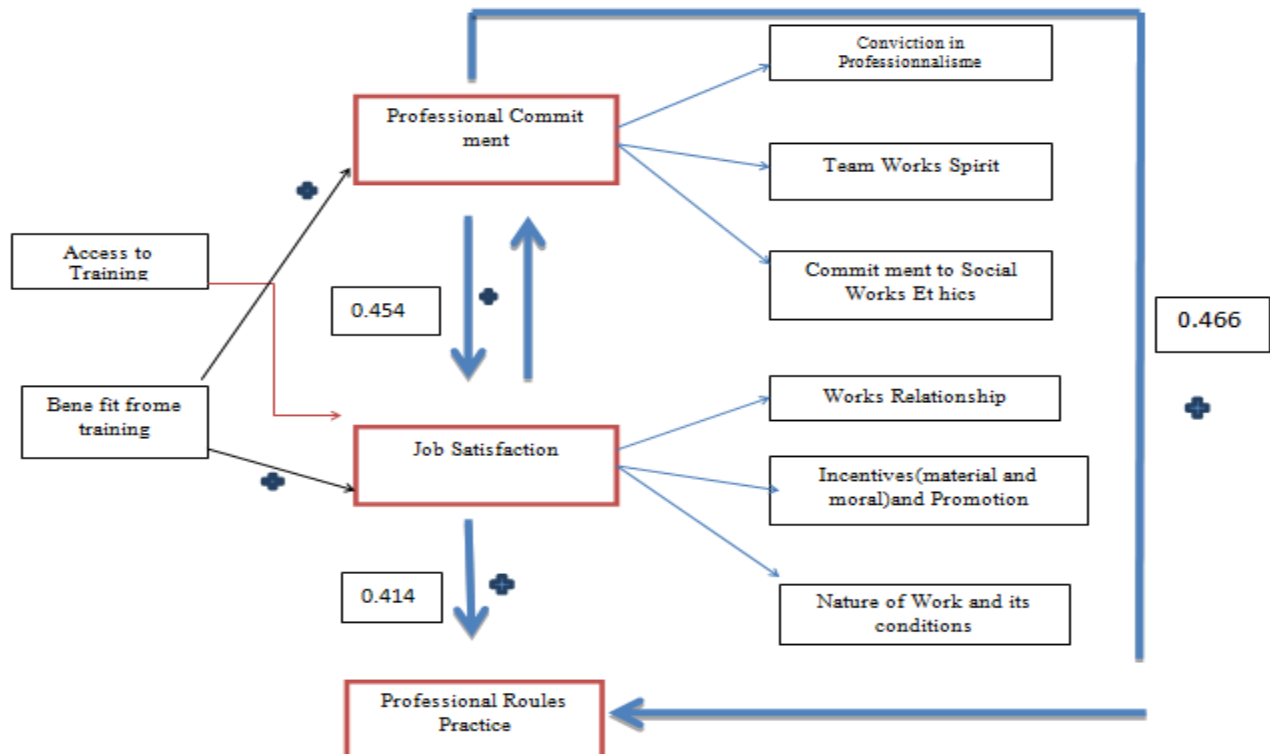 Conviction in
Professionnalisme
Professional Commit
ment
Team Works Spirit
Access to
Training
Commit ment to Social
Works Et hics
0.454
0.466
Bene fit frome
training
Works Relationship
Job Satisfaction
Incentives(material and
moral)and Promotion
0.414
Nature of Work and its
conditions
Professional Roules
Practice